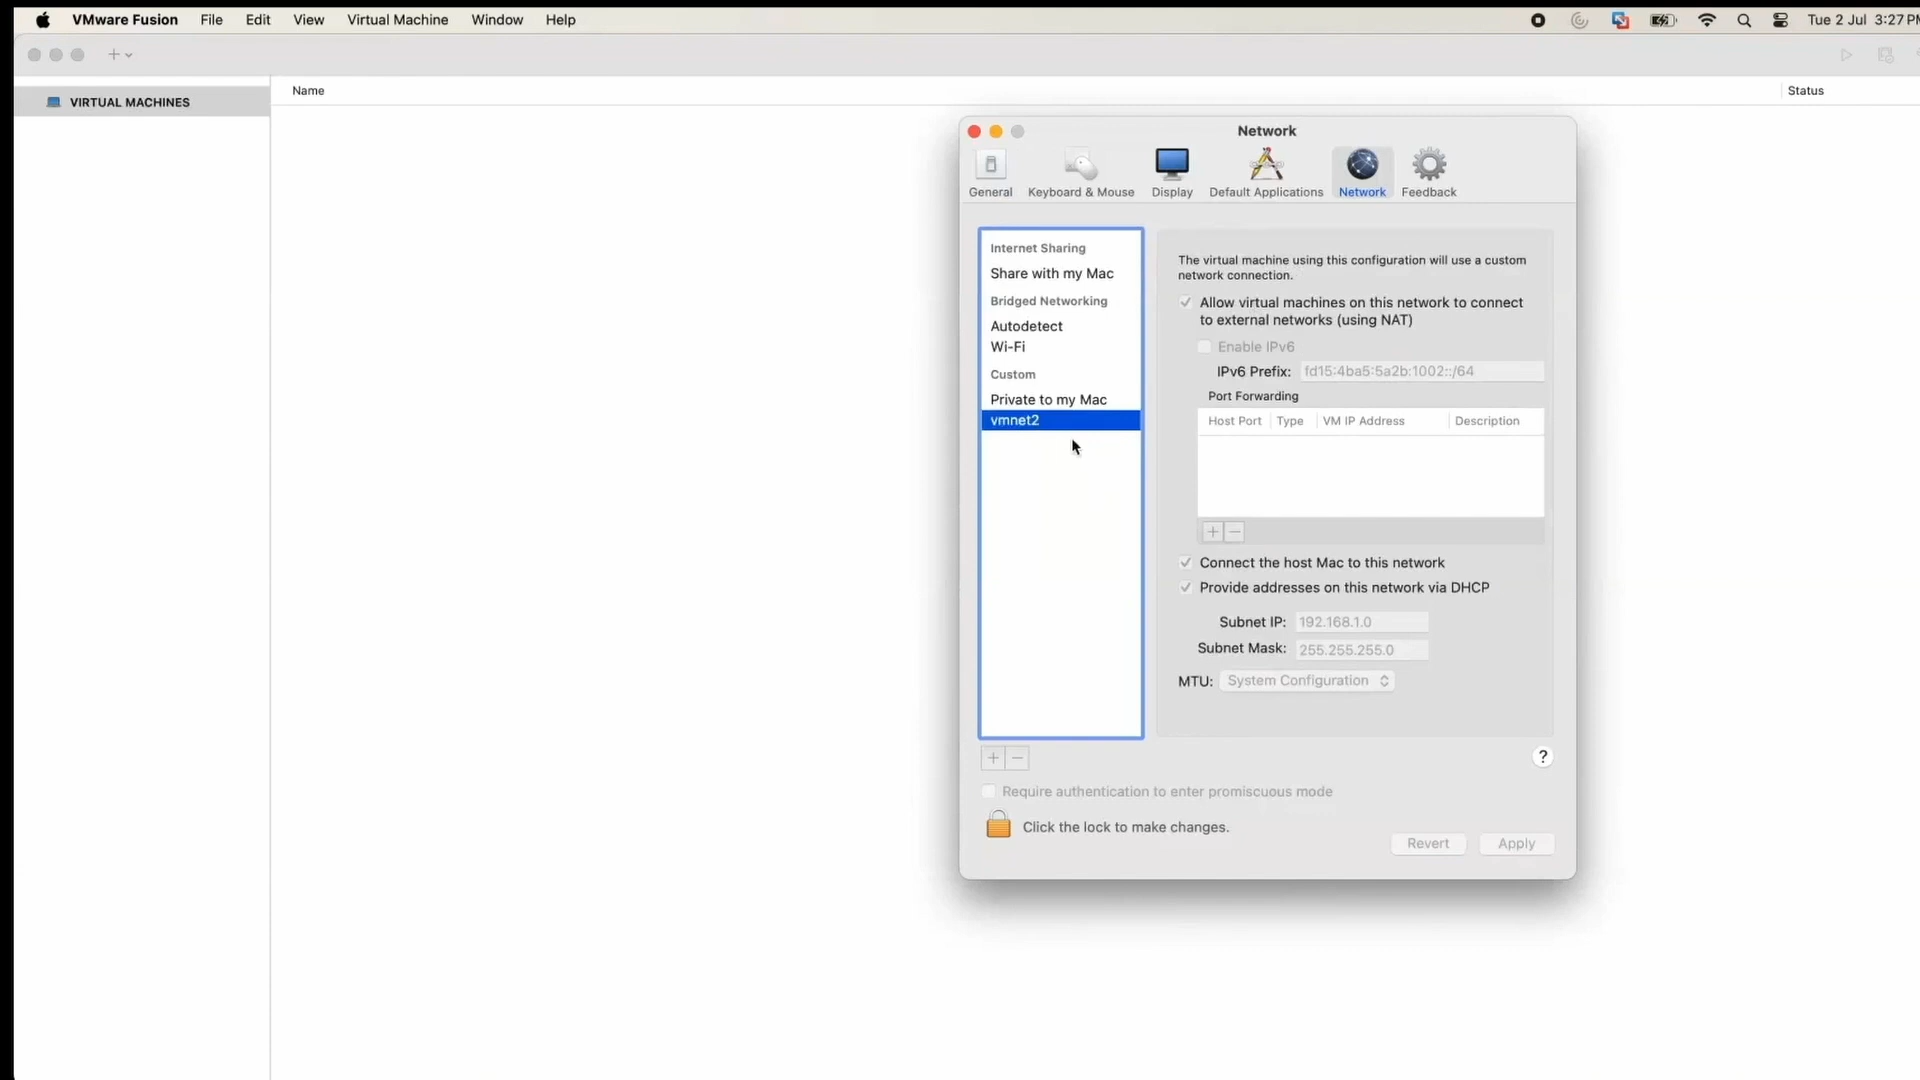 VMware Fusion File Edit View Virtual Machine Window Help Tue 2 Jul 3:27 PM
VIRTUAL MACHINES
Name
Status
Network
General Keyboard & Mouse Display Default Applications Network Feedback
Internet Sharing
Share with my Mac
Bridged Networking
Autodetect
Wi-Fi
Custom
Private to my Mac
vmnet2
The virtual machine using this configuration will use a custom
network connection.
Allow virtual machines on this network to connect
to external networks (using NAT)
Enable IPv6
IPv6 Prefix: fd15:4ba5:5a2b:1002::/64
Port Forwarding
Host Port Type VM IP Address Description
Connect the host Mac to this network
Provide addresses on this network via DHCP
Subnet IP: 192.168.1.0
Subnet Mask: 255.255.255.0
MTU: System Configuration
?
Require authentication to enter promiscuous mode
Click the lock to make changes.
Revert Apply